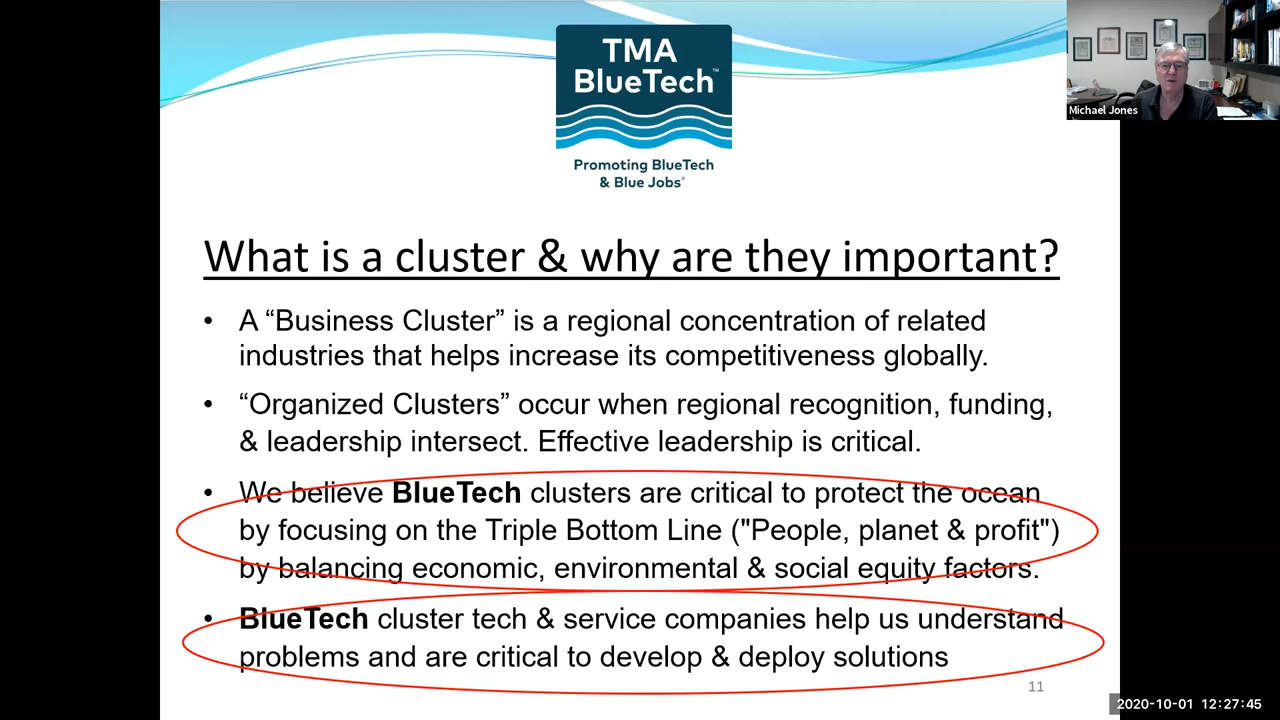 TMA
BlueTech™
Promoting BlueTech
& Blue Jobs®
Michael Jones
What is a cluster & why are they important?
• A “Business Cluster” is a regional concentration of related
industries that helps increase its competitiveness globally.
• “Organized Clusters” occur when regional recognition, funding,
& leadership intersect. Effective leadership is critical.
• We believe BlueTech clusters are critical to protect the ocean
by focusing on the Triple Bottom Line ("People, planet & profit")
by balancing economic, environmental & social equity factors.
• BlueTech cluster tech & service companies help us understand
problems and are critical to develop & deploy solutions
11
2020-10-01 12:27:45